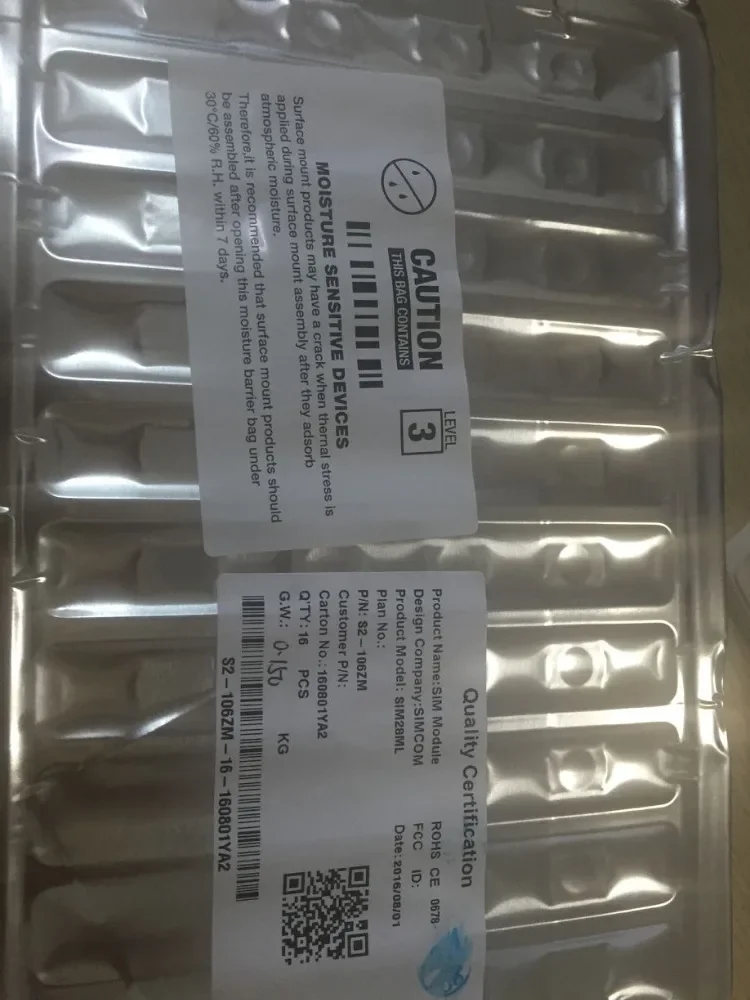 CAUTION
THIS BAG CONTAINS
LEVEL
3
MOISTURE SENSITIVE DEVICES
Surface mount products may have a crack when thernal stress is
applied during surface mount assembly after they adsorb
atmospheric moisture.
Therefore,it is recommended that surface mount products should
be assembled after opening this moisture barrier bag under
30°C/60% R.H. within 7 days.
Quality Certification
Product Name:SIM Module
ROHS CE 0678
Design Company:SIMCOM
FCC ID:
Product Model: SIM28ML
Date:2016/08/01
Plan No.:
P/N: S2-106ZM
Customer P/N:
Carton No.:160801YA2
Q'TY:16 PCS
G.W.: 0.150 KG
S2-106ZM-16-160801YA2